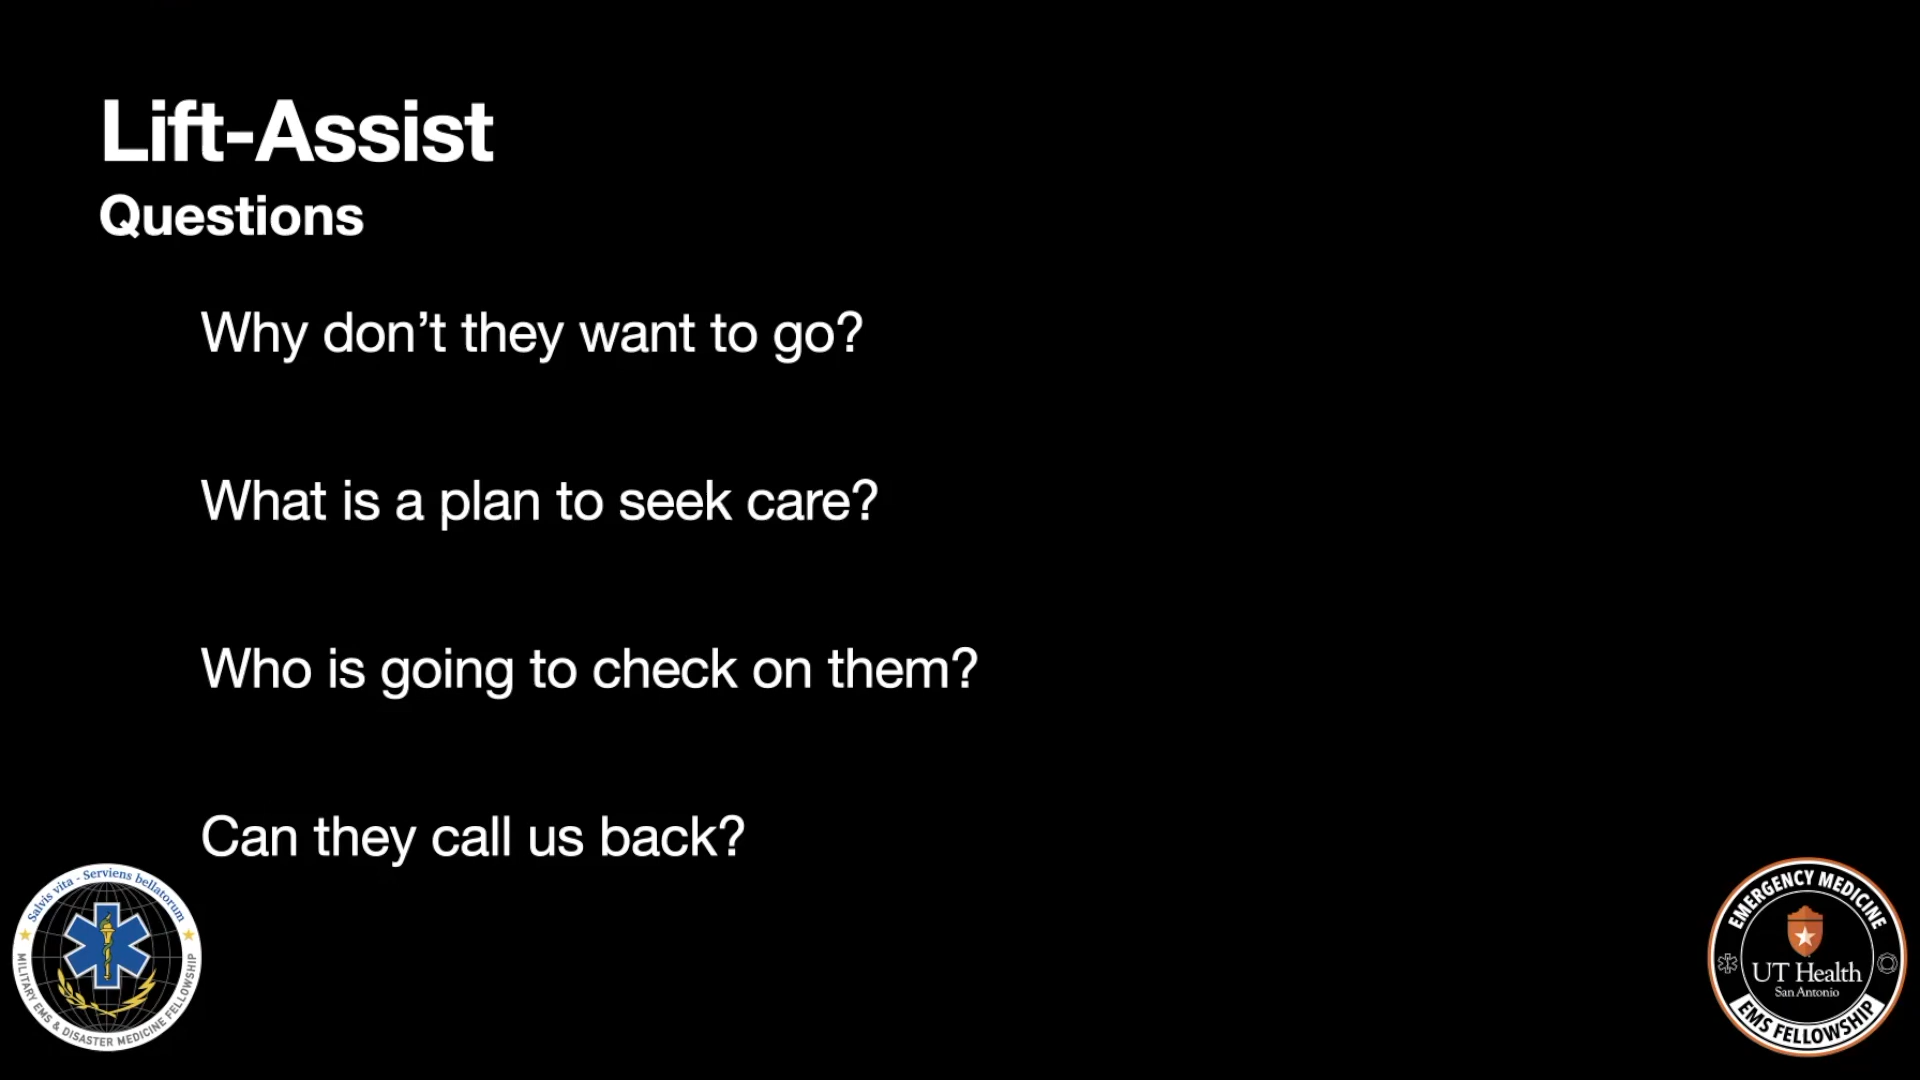 Lift-Assist
Questions
Why don’t they want to go?
What is a plan to seek care?
Who is going to check on them?
Can they call us back?
Salvis vita - Serviens bellatorum
MILITARY EMS & DISASTER MEDICINE FELLOWSHIP
EMERGENCY MEDICINE
UT Health
San Antonio
EMS FELLOWSHIP